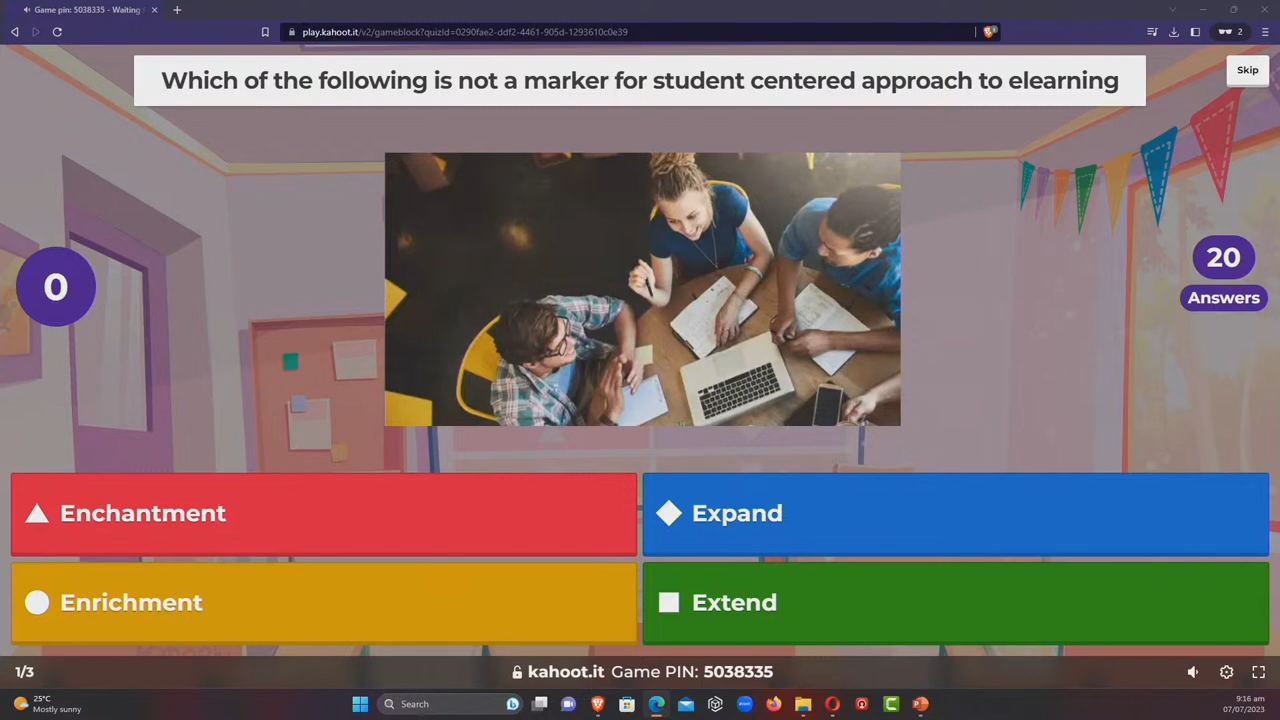 Game pin: 5038335 - Waiting
play.kahoot.it/v2/gameblock?quizId=0290fae2-ddf2-4461-905d-1293610c0e39
2
Which of the following is not a marker for student centered approach to elearning
Skip
0
20
Answers
Enchantment
Expand
Enrichment
Extend
1/3
kahoot.it Game PIN: 5038335
25°C
Mostly sunny
Search
zoom
9:16 am
07/07/2023